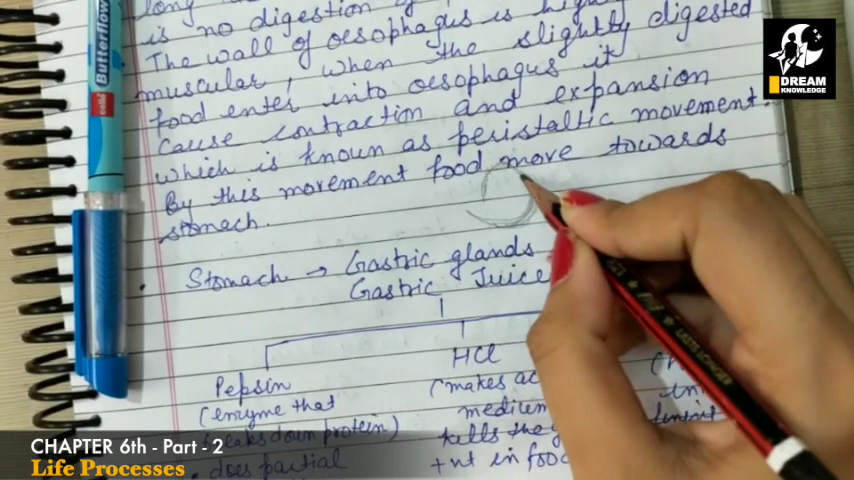 long
is no digestion of
The wall of oesophagus is
muscular, when the slightly digested
food enter into oesophagus it
cause contraction and expansion
which is known as peristaltic movement.
By this movement food move towards
stomach.
Stomach → Gastric glands
Gastric Juice
Pepsin
(enzyme that
breaks down protein)
does partial
HCl
(makes
medium
kills the
+nt in food
Butterflow
cello
DREAM
KNOWLEDGE
CHAPTER 6th - Part - 2
Life Processes